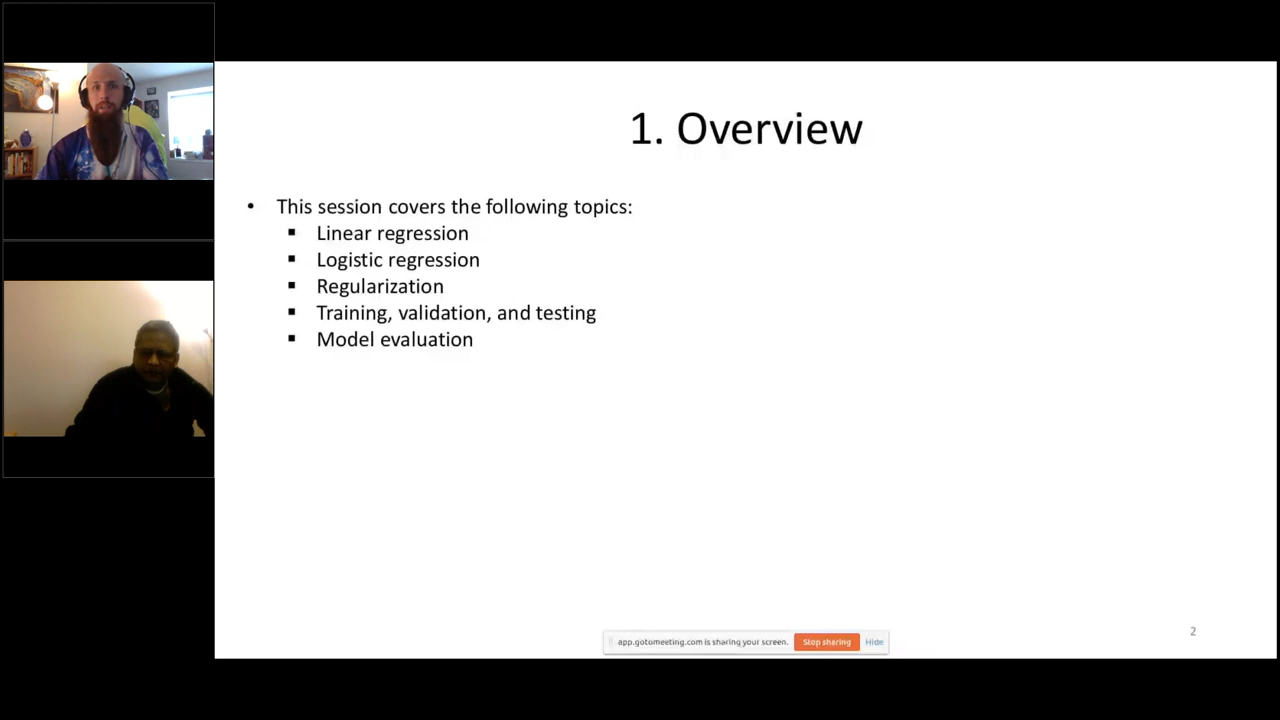 1. Overview
• This session covers the following topics:
▪ Linear regression
▪ Logistic regression
▪ Regularization
▪ Training, validation, and testing
▪ Model evaluation
2
app.gotomeeting.com is sharing your screen. Stop sharing Hide